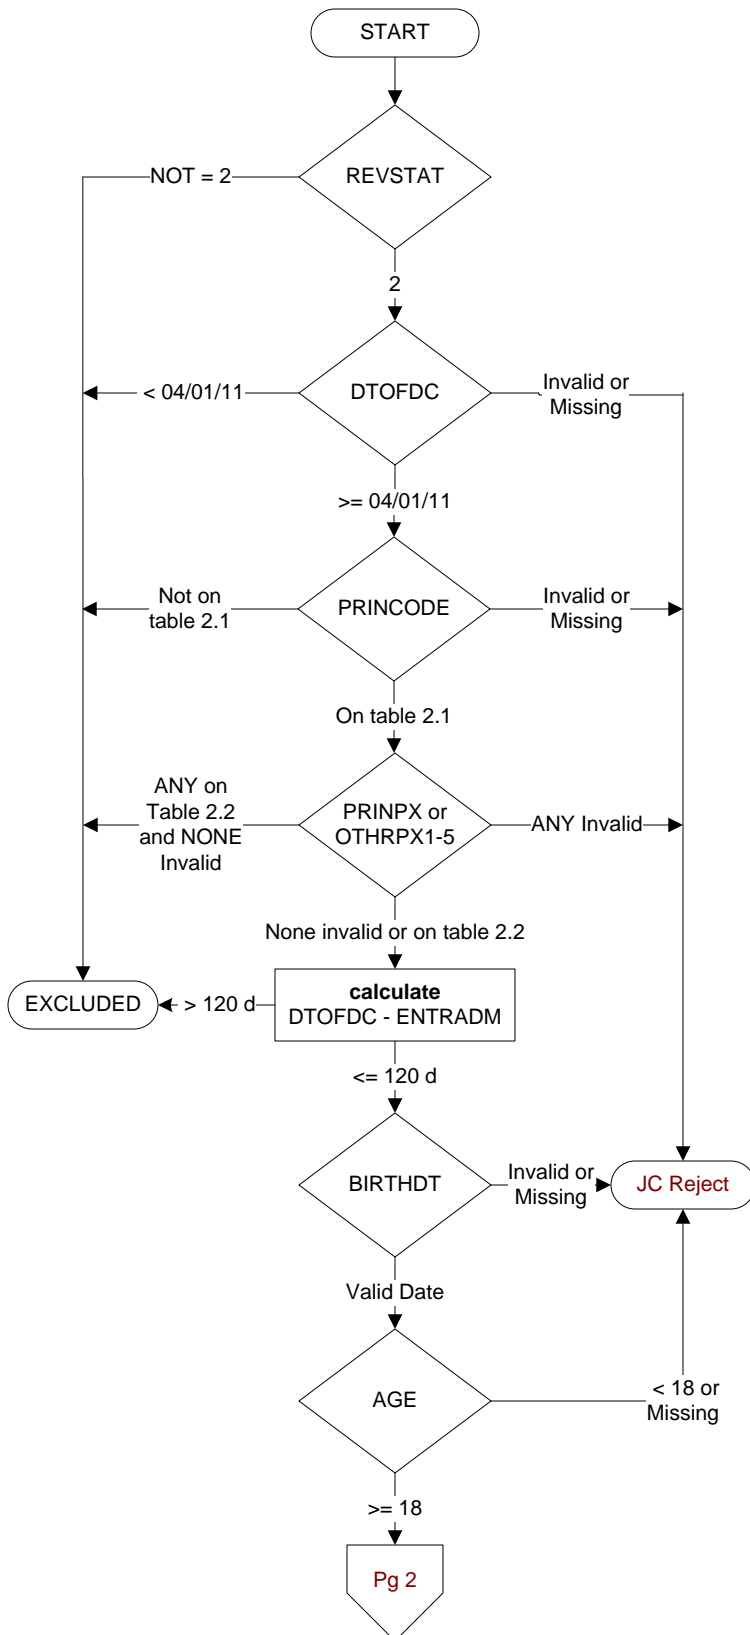 START
REVSTAT
NOT = 2
2
DTOFDC
< 04/01/11
Invalid or
Missing
>= 04/01/11
PRINCODE
Not on
table 2.1
Invalid or
Missing
On table 2.1
PRINPX or
OTHRPX1-5
ANY on
Table 2.2
and NONE
Invalid
ANY Invalid
None invalid or on table 2.2
calculate
DTOFDC - ENTRADM
> 120 d
EXCLUDED
<= 120 d
BIRTHDT
Invalid or
Missing
JC Reject
Valid Date
AGE
< 18 or
Missing
>= 18
Pg 2